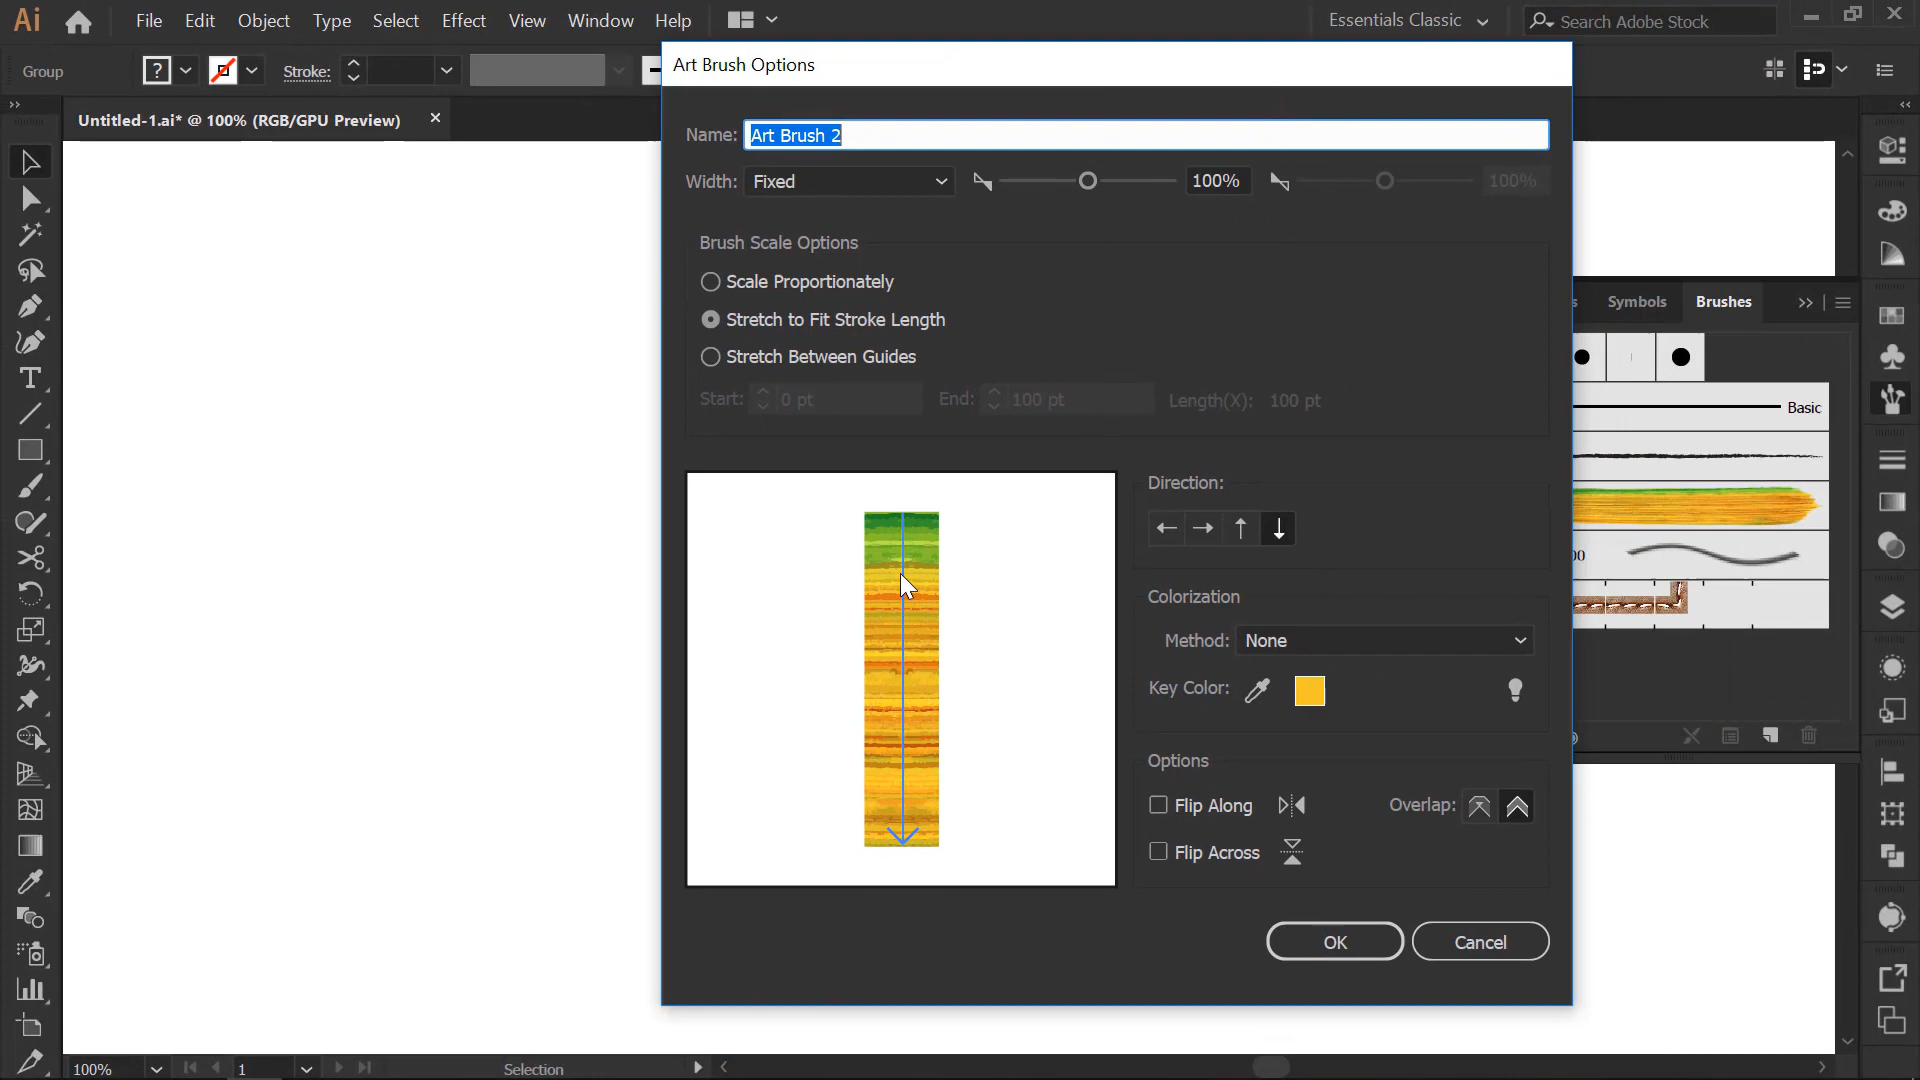 Ai File Edit Object Type Select Effect View Window Help Essentials Classic Search Adobe Stock
Group ? Stroke:
Untitled-1.ai* @ 100% (RGB/GPU Preview)
Art Brush Options
Name: Art Brush 2
Width: Fixed 100% 100%
Brush Scale Options
Scale Proportionately
Stretch to Fit Stroke Length
Stretch Between Guides
Start: 0 pt End: 100 pt Length(X): 100 pt
Direction:
Colorization
Method: None
Key Color:
Options
Flip Along Overlap:
Flip Across
OK Cancel
s Symbols Brushes
Basic
00
100% 1 Selection